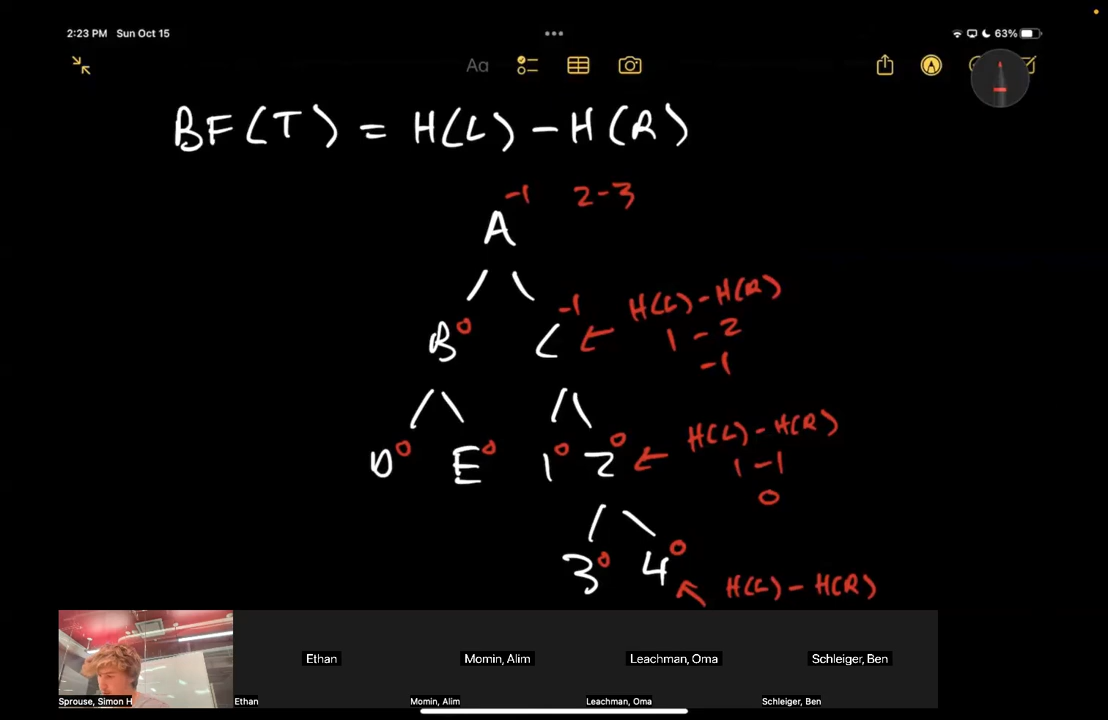 2:23 PM Sun Oct 15
63%
Aa
BF(T) = H(L) - H(R)
-1 2-3
A
-1 H(L) - H(R)
B 0 C 1 - 2
-1
D 0 E 0 1 0 2 0 H(L) - H(R)
1 - 1
0
3 0 4 0
H(L) - H(R)
Ethan
Momin, Alim
Leachman, Oma
Schleiger, Ben
Sprouse, Simon H
Ethan
Momin, Alim
Leachman, Oma
Schleiger, Ben